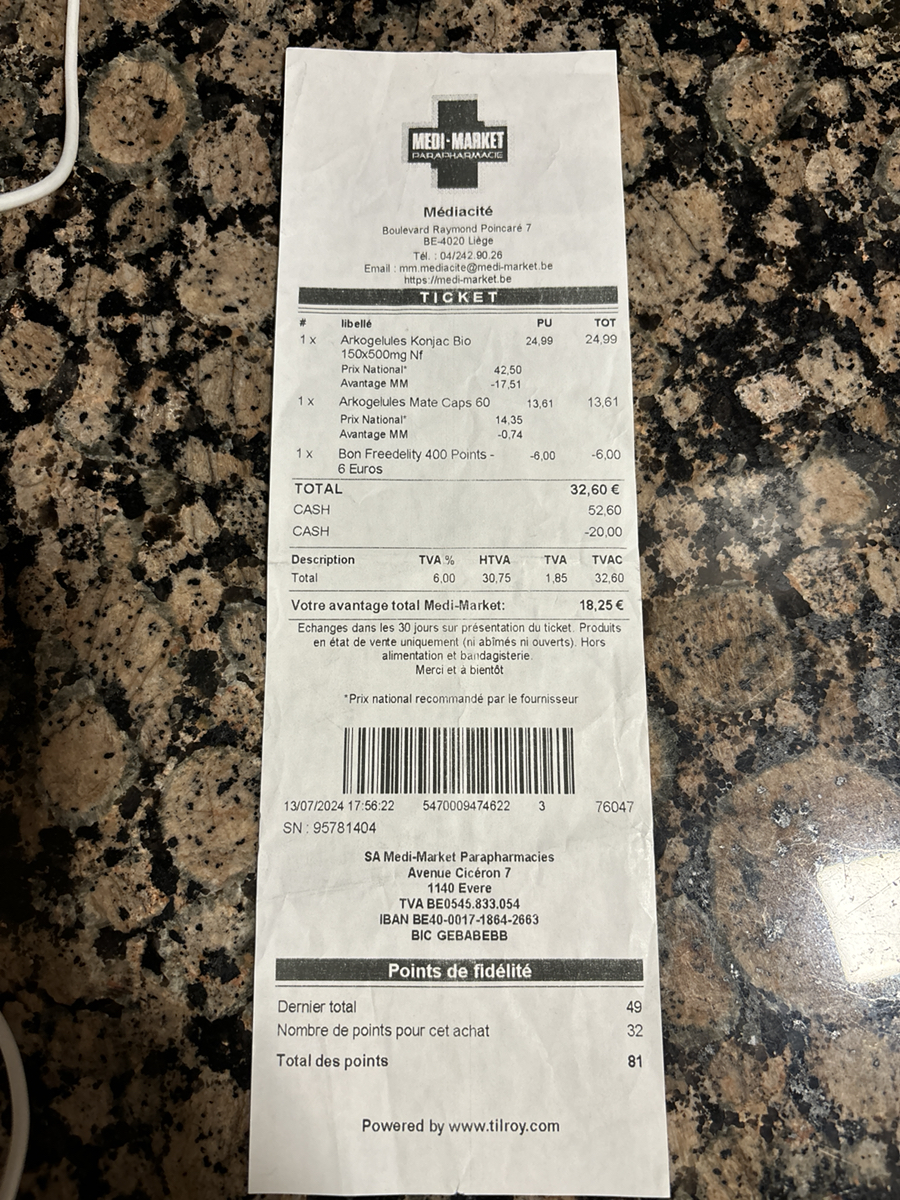 MEDI-MARKET
PARAPHARMACIE
Médiacité
Boulevard Raymond Poincaré 7
BE-4020 Liège
Tél. : 04/242.90.26
Email : mm.mediacite@medi-market.be
https://medi-market.be
TICKET
# libellé PU TOT
1 x Arkogelules Konjac Bio 24,99 24,99
150x500mg Nf
Prix National* 42,50
Avantage MM -17,51
1 x Arkogelules Mate Caps 60 13,61 13,61
Prix National* 14,35
Avantage MM -0,74
1 x Bon Freedelity 400 Points - -6,00 -6,00
6 Euros
TOTAL 32,60 €
CASH 52,60
CASH -20,00
Description TVA % HTVA TVA TVAC
Total 6,00 30,75 1,85 32,60
Votre avantage total Medi-Market: 18,25 €
Echanges dans les 30 jours sur présentation du ticket. Produits
en état de vente uniquement (ni abîmés ni ouverts). Hors
alimentation et bandagisterie.
Merci et à bientôt
*Prix national recommandé par le fournisseur
13/07/2024 17:56:22 5470009474622 3 76047
SN : 95781404
SA Medi-Market Parapharmacies
Avenue Cicéron 7
1140 Evere
TVA BE0545.833.054
IBAN BE40-0017-1864-2663
BIC GEBABEBB
Points de fidélité
Dernier total 49
Nombre de points pour cet achat 32
Total des points 81
Powered by www.tilroy.com